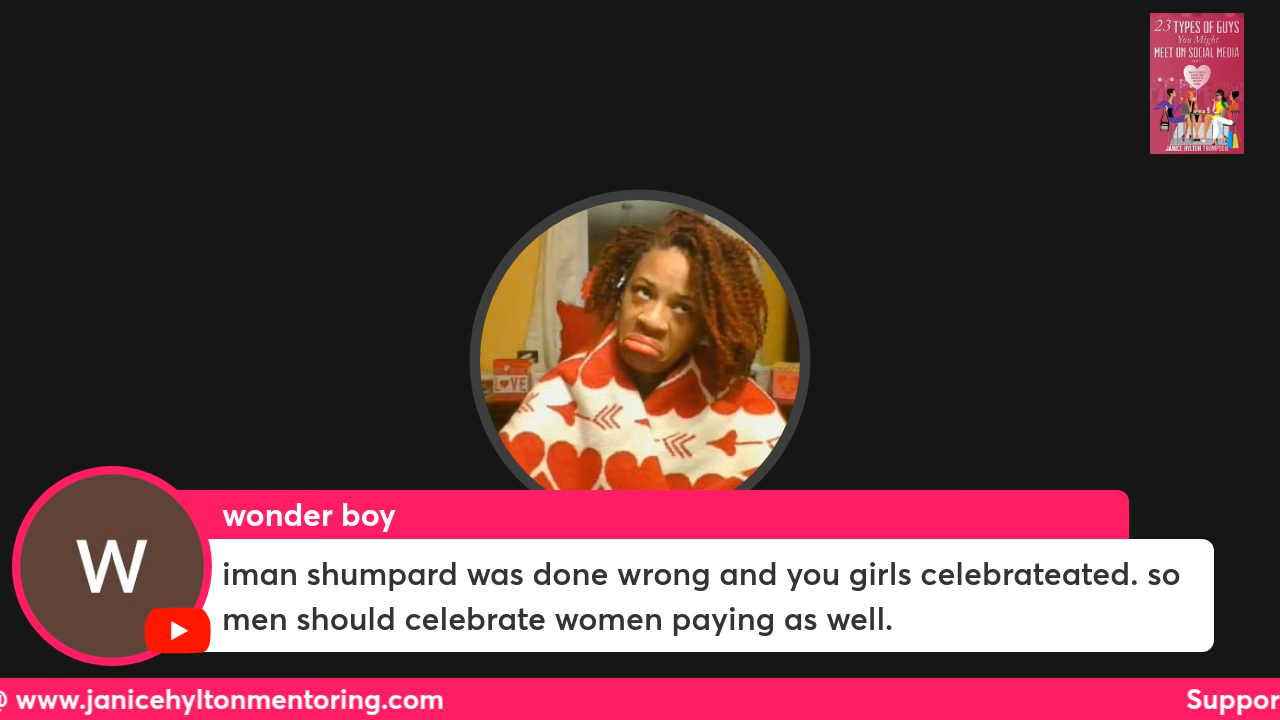 23 TYPES OF GUYS
You Might
MEET ON SOCIAL MEDIA
JANICE HYLTON THOMPSON
LOVE
W
wonder boy
iman shumpard was done wrong and you girls celebrateated. so
men should celebrate women paying as well.
@ www.janicehyltonmentoring.com
Suppor